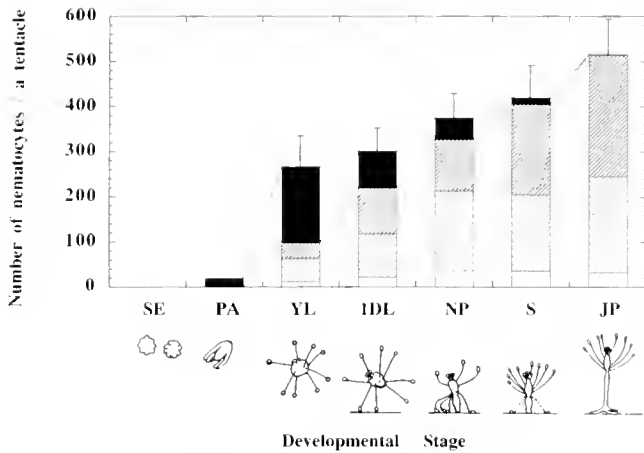 Number of nematocytes / a tentacle
600
500
400
300
200
100
0
SE PA YL 1DL NP S JP
Developmental Stage